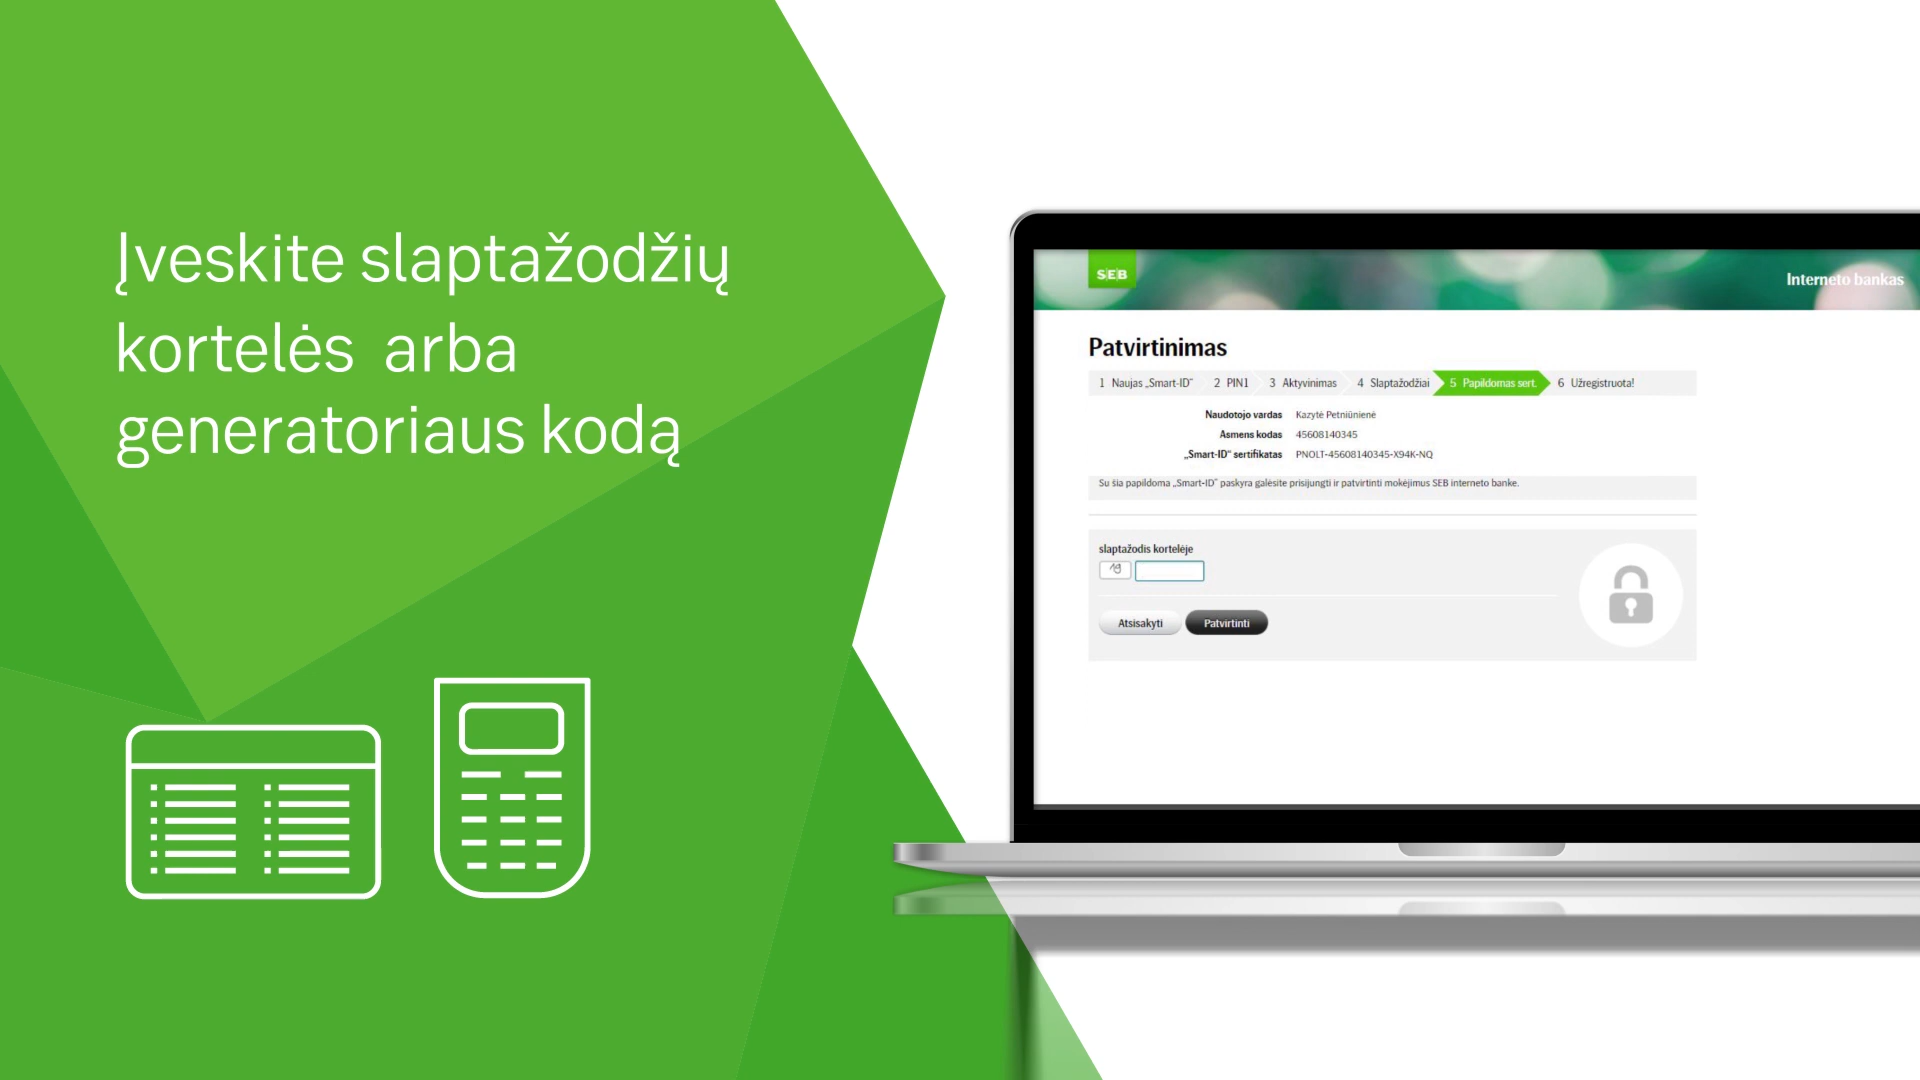 Įveskite slaptažodžių
kortelės arba
generatoriaus kodą
SEB
Interneto bankas
Patvirtinimas
1 Naujas „Smart-ID" 2 PIN1 3 Aktyvinimas 4 Slaptažodžiai 5 Papildomas sert. 6 Užregistruota!
Naudotojo vardas Kazytė Petniūnienė
Asmens kodas 45608140345
„Smart-ID" sertifikatas PNOLT-45608140345-X94K-NQ
Su šia papildoma „Smart-ID" paskyra galėsite prisijungti ir patvirtinti mokėjimus SEB interneto banke.
slaptažodis kortelėje
19
Atsisakyti Patvirtinti